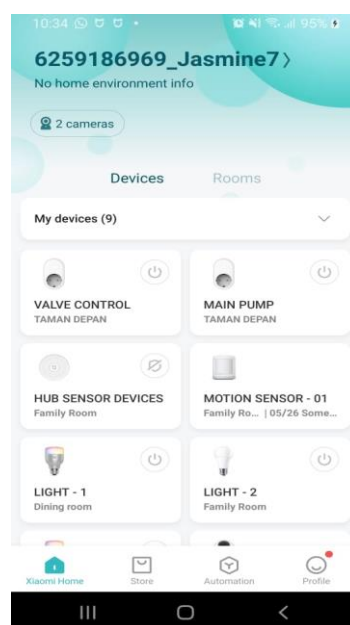 10:34
95%
6259186969_Jasmine7
No home environment info
2 cameras
Devices
Rooms
My devices (9)
VALVE CONTROL
TAMAN DEPAN
MAIN PUMP
TAMAN DEPAN
HUB SENSOR DEVICES
Family Room
MOTION SENSOR - 01
Family Ro... | 05/26 Some...
LIGHT - 1
Dining room
LIGHT - 2
Family Room
Xiaomi Home
Store
Automation
Profile